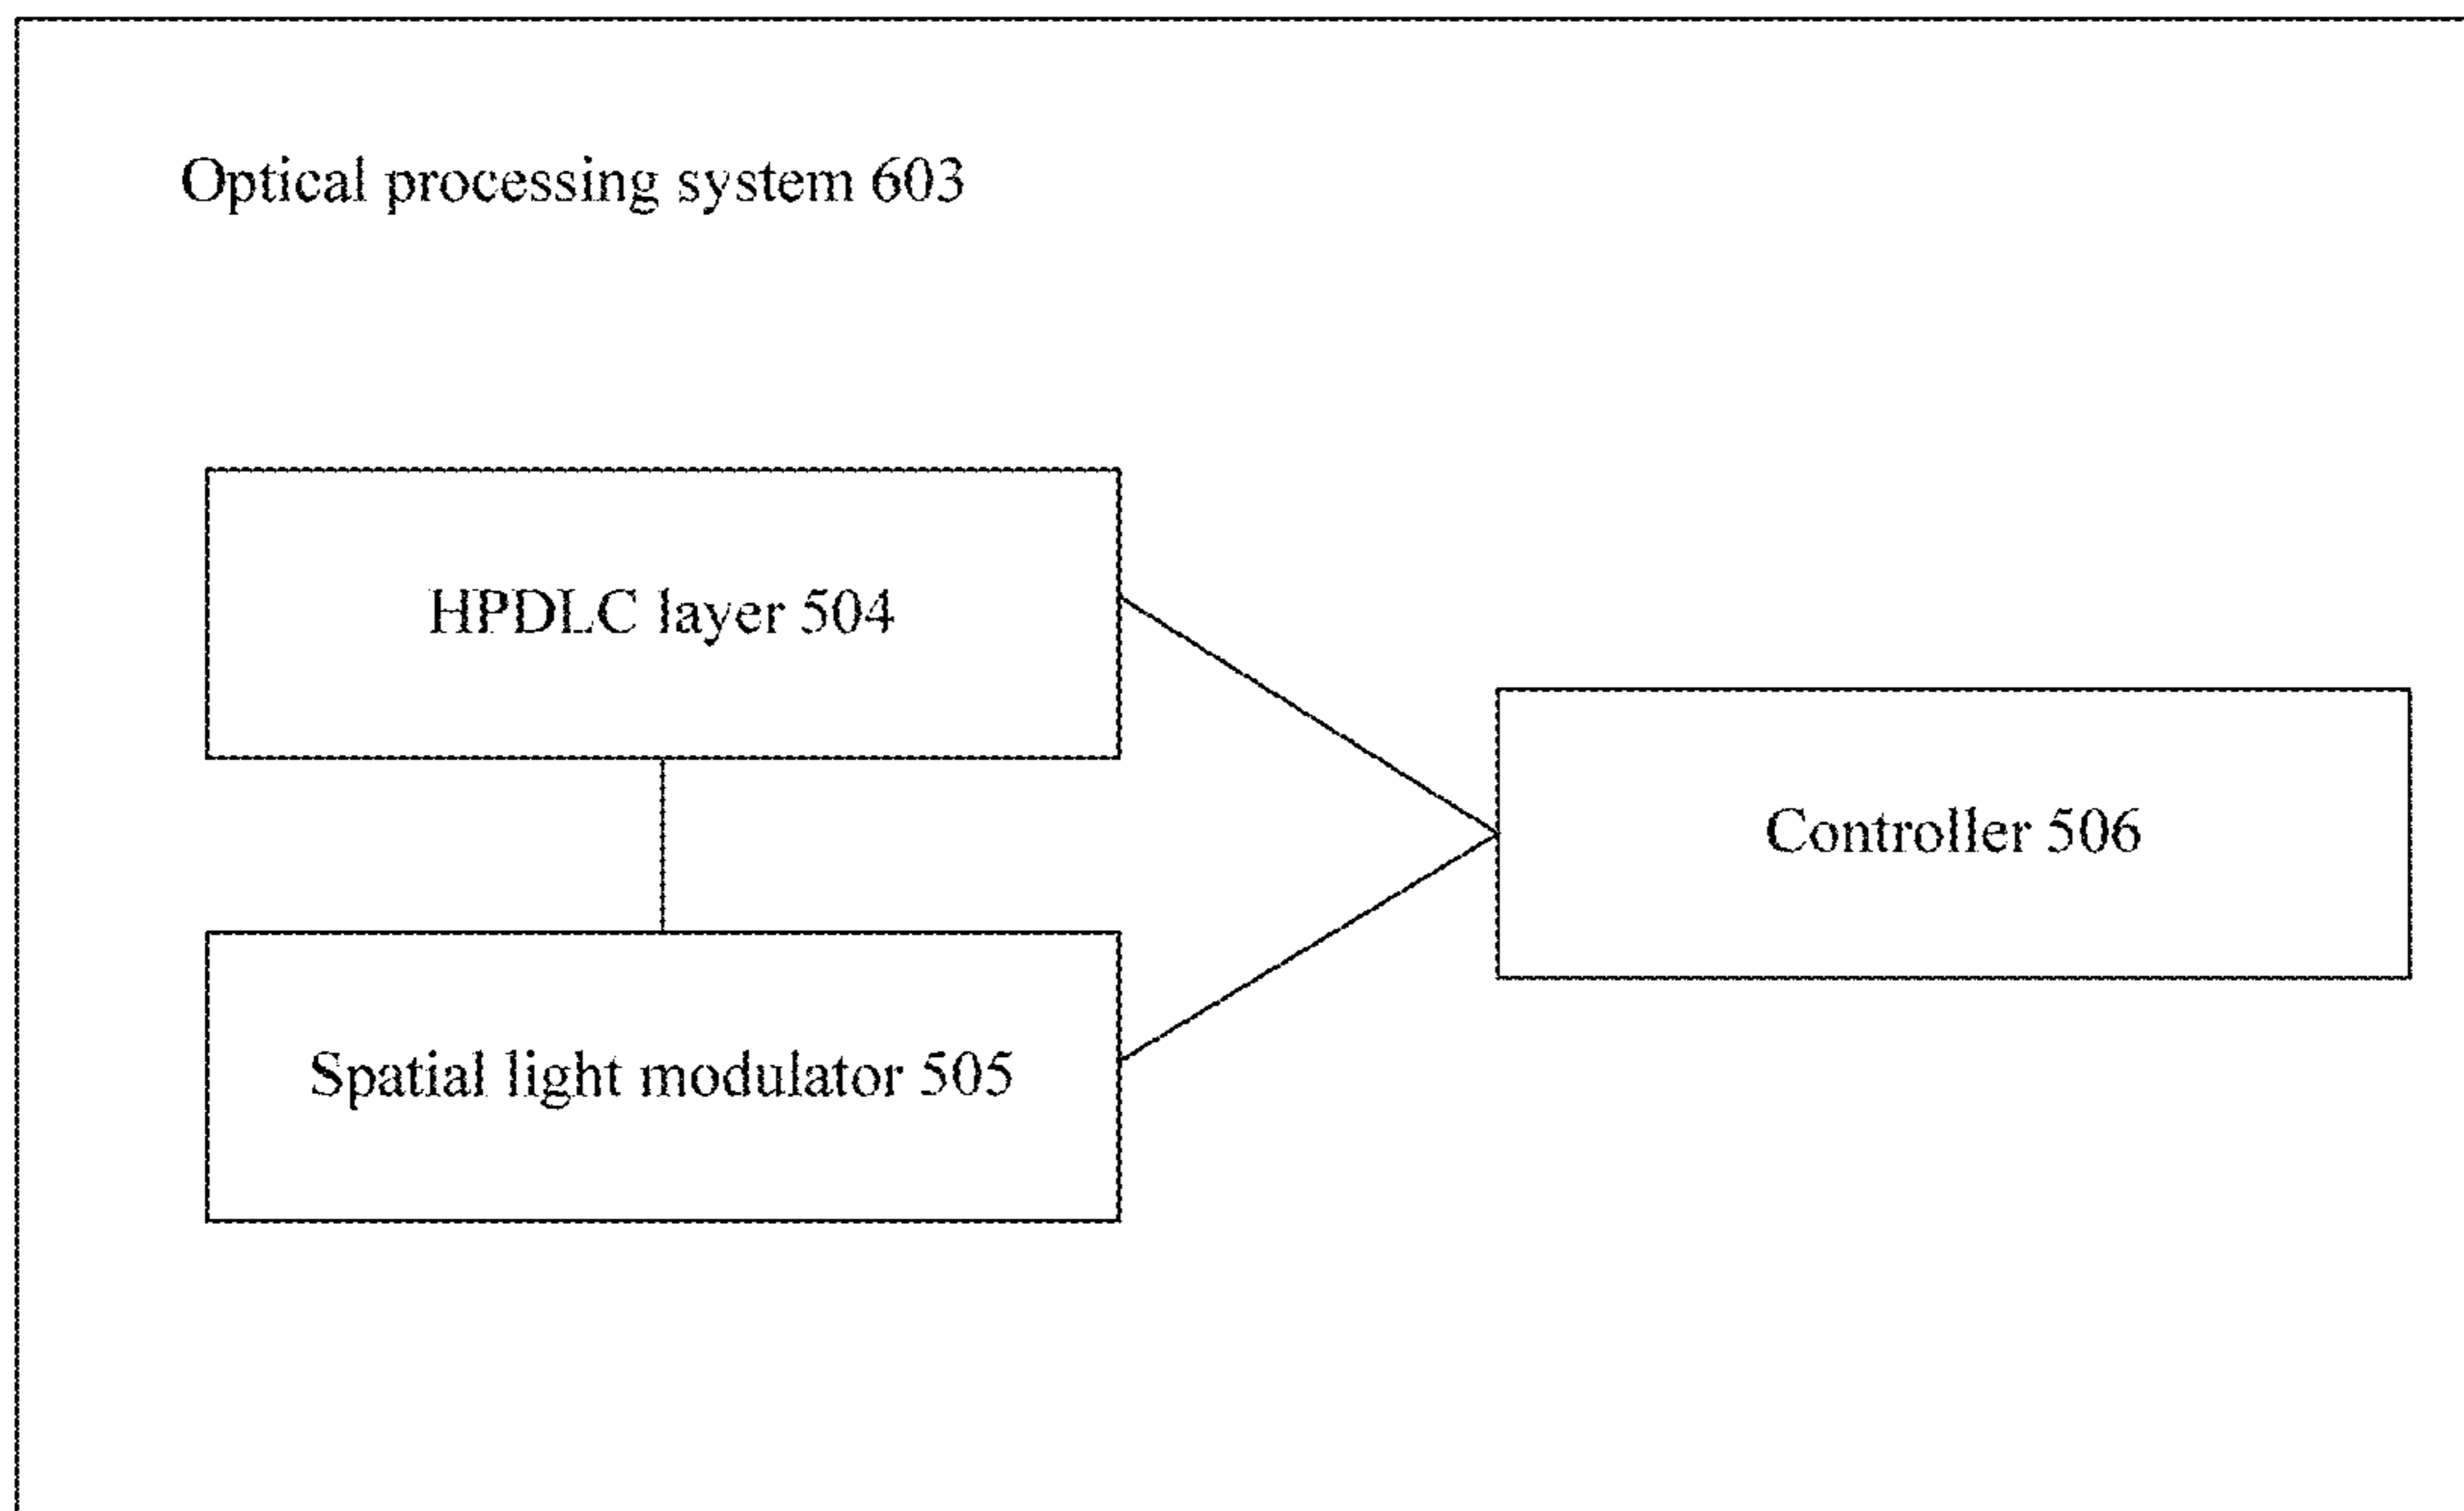 Optical processing system 603
HPDLC layer 504
Controller 506
Spatial light modulator 505